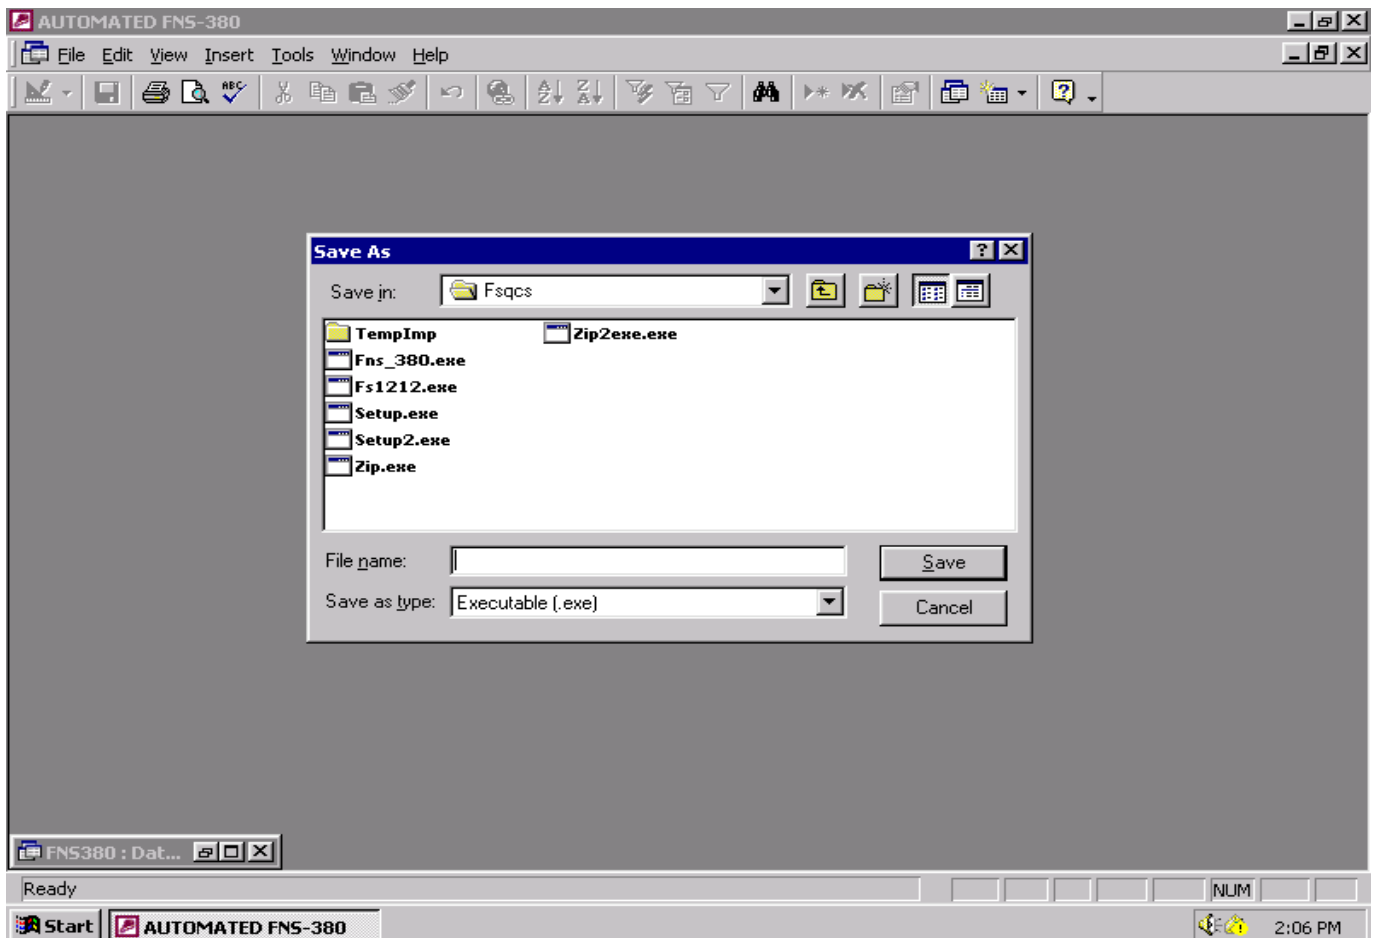 AUTOMATED FNS-380
File Edit View Insert Tools Window Help
Save As
Save in: Fsqcs
TempImp Zip2exe.exe
Fns_380.exe
Fs1212.exe
Setup.exe
Setup2.exe
Zip.exe
File name: Save
Save as type: Executable (.exe) Cancel
FNS380 : Dat...
Ready NUM
Start AUTOMATED FNS-380 2:06 PM